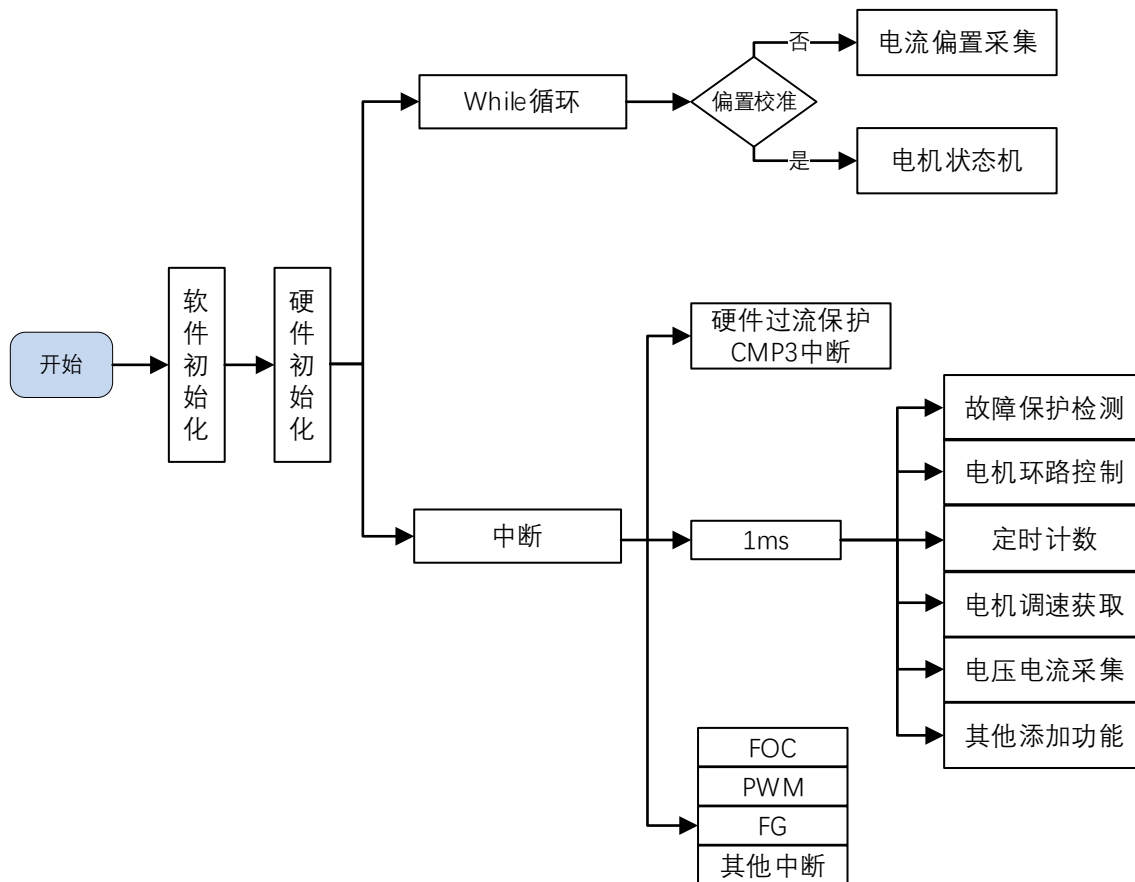 开始
软件初始化
硬件初始化
While循环
偏置校准
否
电流偏置采集
是
电机状态机
中断
硬件过流保护
CMP3中断
1ms
故障保护检测
电机环路控制
定时计数
电机调速获取
电压电流采集
其他添加功能
FOC
PWM
FG
其他中断